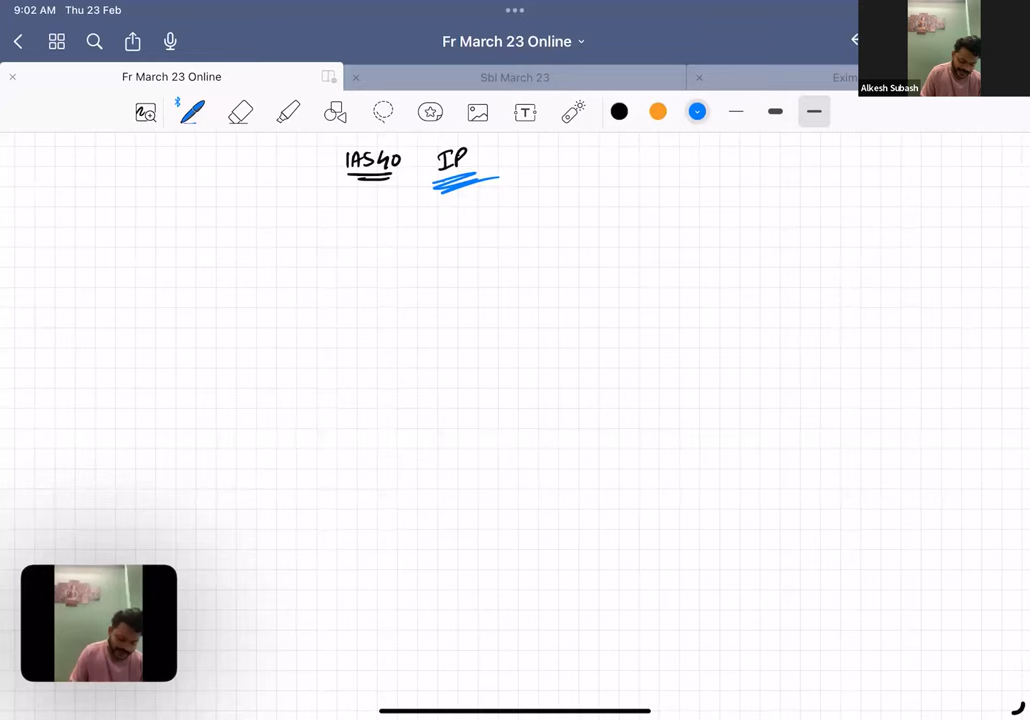 9:02 AM Thu 23 Feb
Fr March 23 Online
Fr March 23 Online
Sbl March 23
Exim
Alkesh Subash
T
IAS40 IP